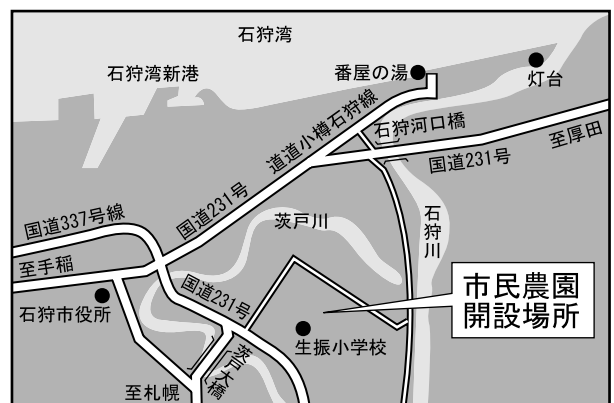 石狩湾
石狩湾新港
番屋の湯
灯台
道道小樽石狩線
石狩河口橋
国道231号
至厚田
国道231号
国道337号線
茨戸川
石狩川
至手稲
国道231号
石狩市役所
市民農園
開設場所
生振小学校
茨戸大橋
至札幌